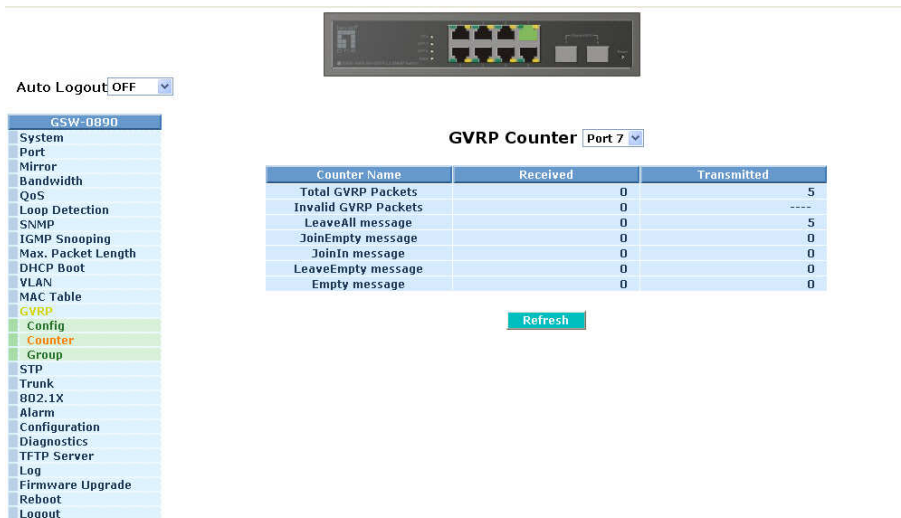 Auto Logout OFF
GSW-0890
System
Port
Mirror
Bandwidth
QoS
Loop Detection
SNMP
IGMP Snooping
Max. Packet Length
DHCP Boot
VLAN
MAC Table
GVRP
Config
Counter
Group
STP
Trunk
802.1X
Alarm
Configuration
Diagnostics
TFTP Server
Log
Firmware Upgrade
Reboot
Logout
GVRP Counter Port 7
Counter Name Received Transmitted
Total GVRP Packets 0 5
Invalid GVRP Packets 0 ----
LeaveAll message 0 5
JoinEmpty message 0 0
JoinIn message 0 0
LeaveEmpty message 0 0
Empty message 0 0
Refresh